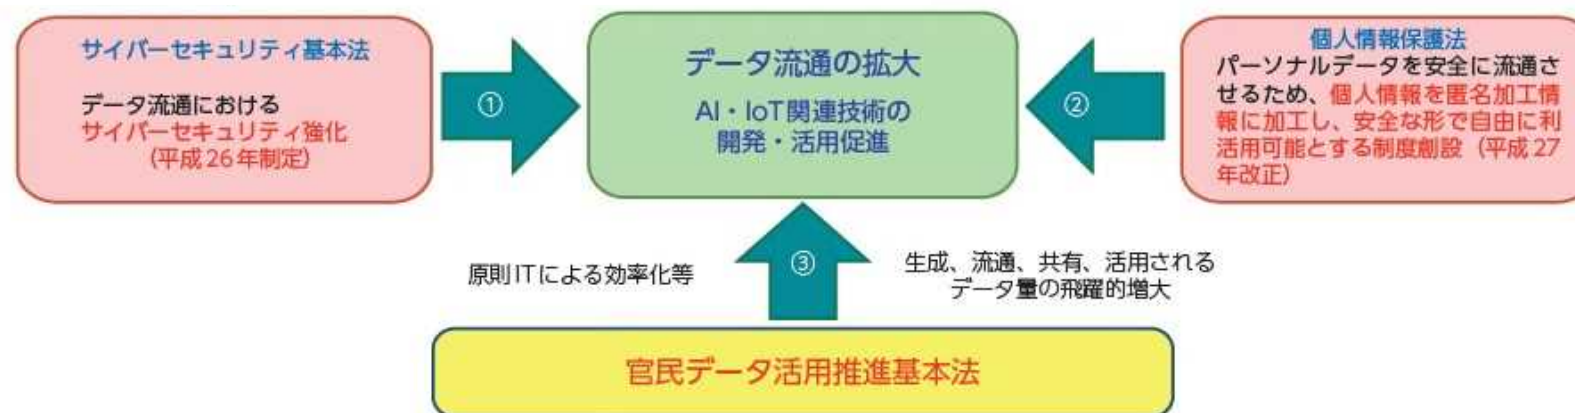 サイバーセキュリティ基本法
データ流通における
サイバーセキュリティ強化
（平成26年制定）
①
データ流通の拡大
AI・IoT関連技術の
開発・活用促進
②
個人情報保護法
パーソナルデータを安全に流通さ
せるため、個人情報を匿名加工情
報に加工し、安全な形で自由に利
活用可能とする制度創設（平成27
年改正）
原則ITによる効率化等
③
生成、流通、共有、活用される
データ量の飛躍的増大
官民データ活用推進基本法